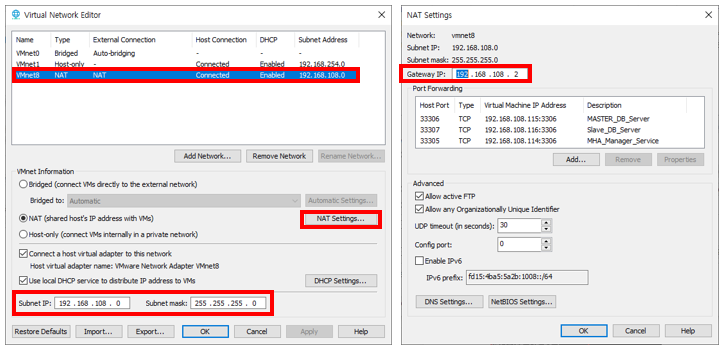 Virtual Network Editor
Name Type External Connection Host Connection DHCP Subnet Address
VMnet0 Bridged Auto-bridging - - -
VMnet1 Host-only - Connected Enabled 192.168.254.0
VMnet8 NAT NAT Connected Enabled 192.168.108.0
Add Network... Remove Network Rename Network...
VMnet Information
Bridged (connect VMs directly to the external network)
Bridged to: Automatic Automatic Settings...
NAT (shared host's IP address with VMs) NAT Settings...
Host-only (connect VMs internally in a private network)
Connect a host virtual adapter to this network
Host virtual adapter name: VMware Network Adapter VMnet8
Use local DHCP service to distribute IP address to VMs DHCP Settings...
Subnet IP: 192 . 168 . 108 . 0 Subnet mask: 255 . 255 . 255 . 0
Restore Defaults Import... Export... OK Cancel Apply Help
NAT Settings
Network: vmnet8
Subnet IP: 192.168.108.0
Subnet mask: 255.255.255.0
Gateway IP: 192 . 168 . 108 . 2
Port Forwarding
Host Port Type Virtual Machine IP Address Description
33306 TCP 192.168.108.115:3306 MASTER_DB_Server
33307 TCP 192.168.108.116:3306 Slave_DB_Server
33305 TCP 192.168.108.114:3306 MHA_Manager_Service
Add... Remove Properties
Advanced
Allow active FTP
Allow any Organizationally Unique Identifier
UDP timeout (in seconds): 30
Config port: 0
Enable IPv6
IPv6 prefix: fd15:4ba5:5a2b:1008::/64
DNS Settings... NetBIOS Settings...
OK Cancel Help